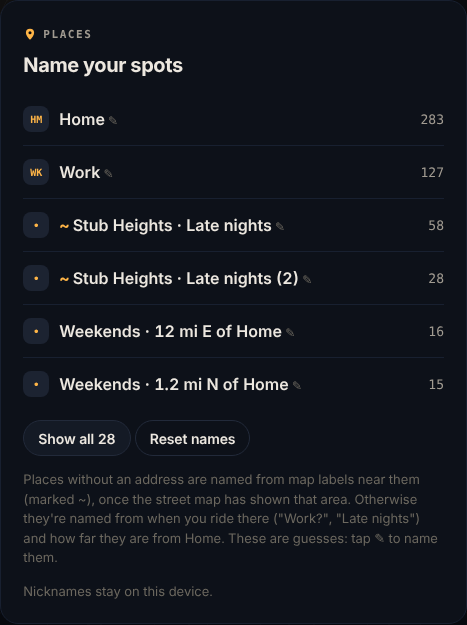 PLACES
Name your spots
HM Home ✎ 283
WK Work ✎ 127
• ~ Stub Heights · Late nights ✎ 58
• ~ Stub Heights · Late nights (2) ✎ 28
• Weekends · 12 mi E of Home ✎ 16
• Weekends · 1.2 mi N of Home ✎ 15
Show all 28 Reset names
Places without an address are named from map labels near them
(marked ~), once the street map has shown that area. Otherwise
they're named from when you ride there ("Work?", "Late nights")
and how far they are from Home. These are guesses: tap ✎ to name
them.
Nicknames stay on this device.